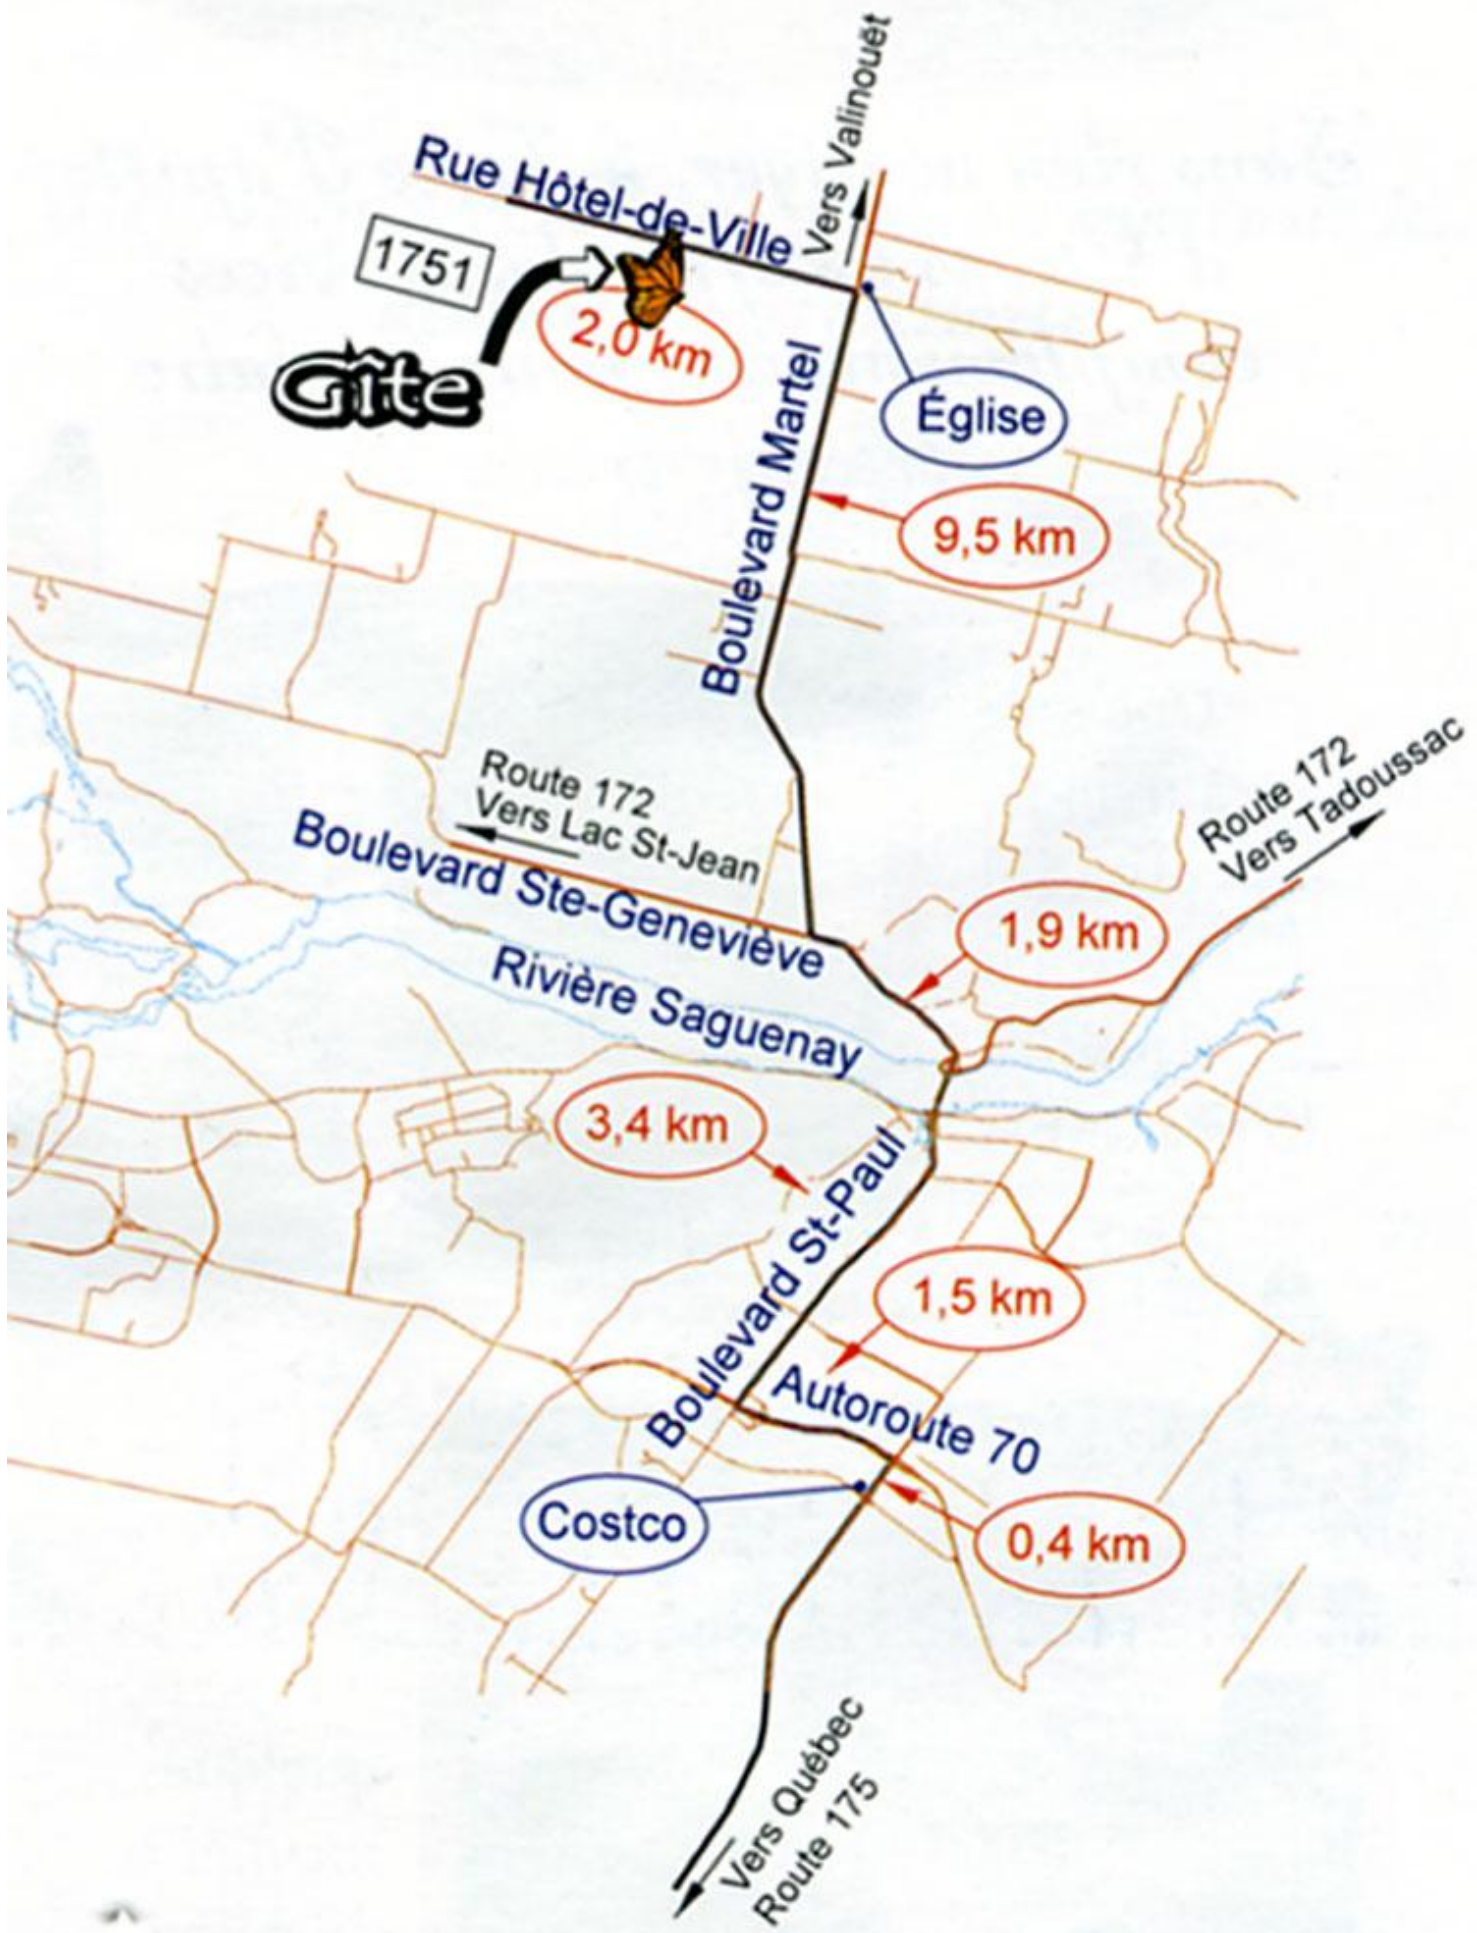 Vers Valinouët
Rue Hôtel-de-Ville
1751
2,0 km
Gîte
Église
Boulevard Martel
9,5 km
Route 172
Vers Lac St-Jean
Route 172
Vers Tadoussac
Boulevard Ste-Geneviève
1,9 km
Rivière Saguenay
3,4 km
Boulevard St-Paul
1,5 km
Autoroute 70
Costco
0,4 km
Vers Québec
Route 175